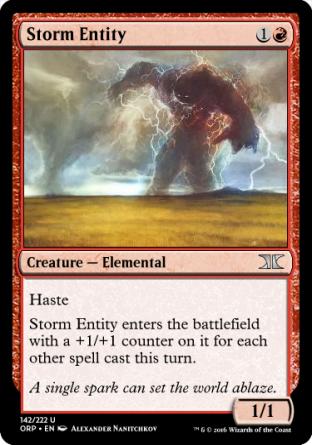 Storm Entity 1
Creature — Elemental
Haste
Storm Entity enters the battlefield
with a +1/+1 counter on it for each
other spell cast this turn.
A single spark can set the world ablaze.
1/1
142/222 U
ORP • EN ALEXANDER NANITCHKOV
™ & © 2016 Wizards of the Coast